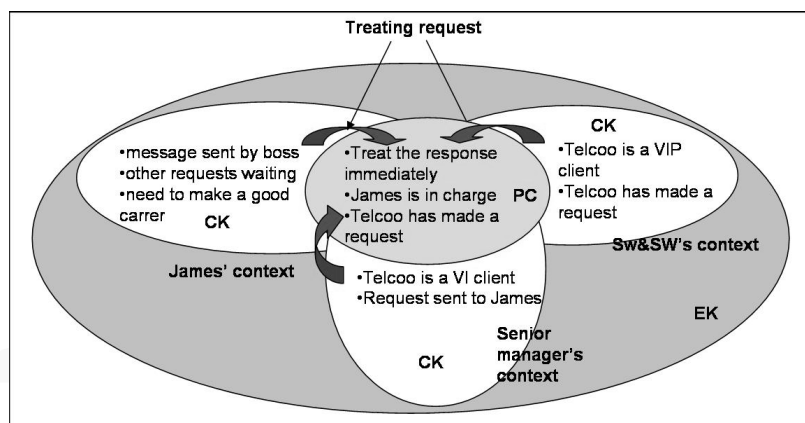 Treating request
•message sent by boss
•other requests waiting
•need to make a good
carrer
CK
James' context
•Treat the response
immediately
•James is in charge
PC
•Telcoo has made a
request
CK
•Telcoo is a VIP
client
•Telcoo has made a
request
Sw&SW's context
•Telcoo is a VI client
•Request sent to James
CK
Senior
manager's
context
EK